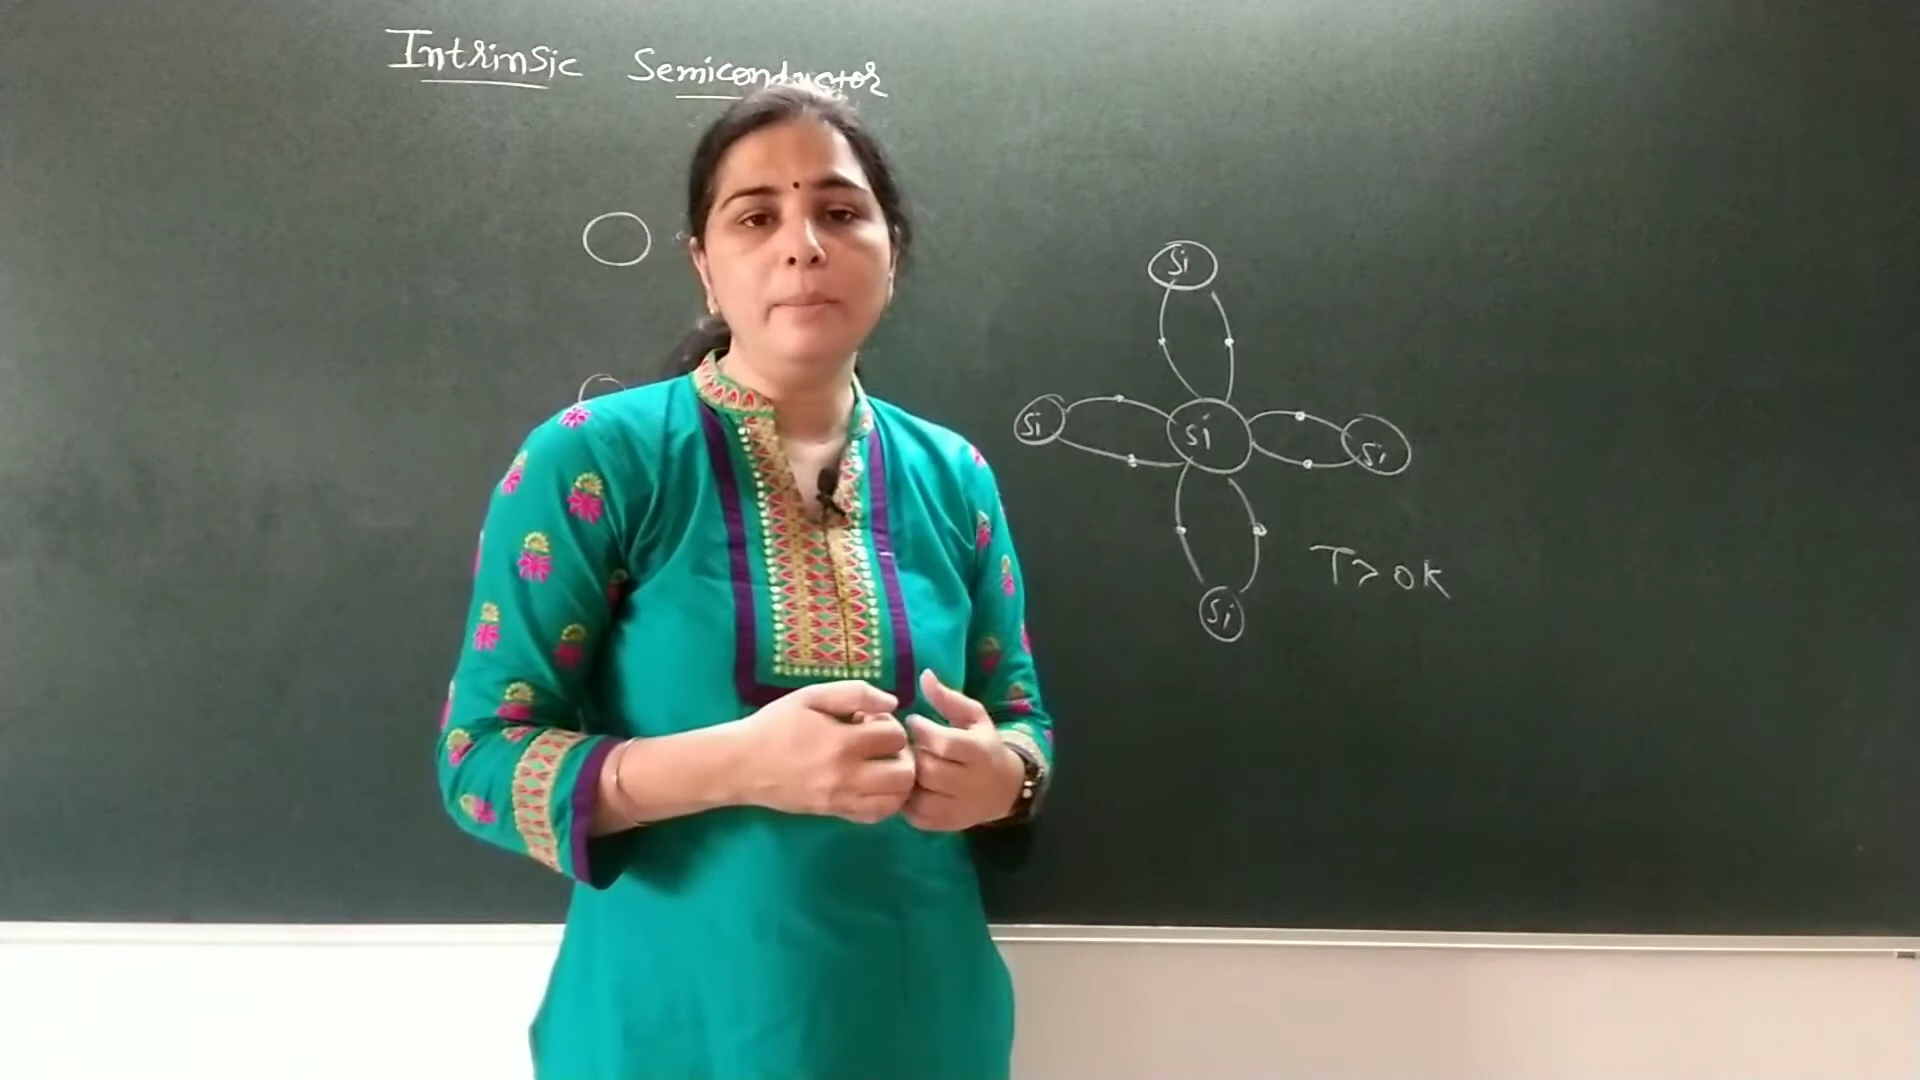 Intrinsic Semiconductor
Si
Si Si Si
T > 0K
Si